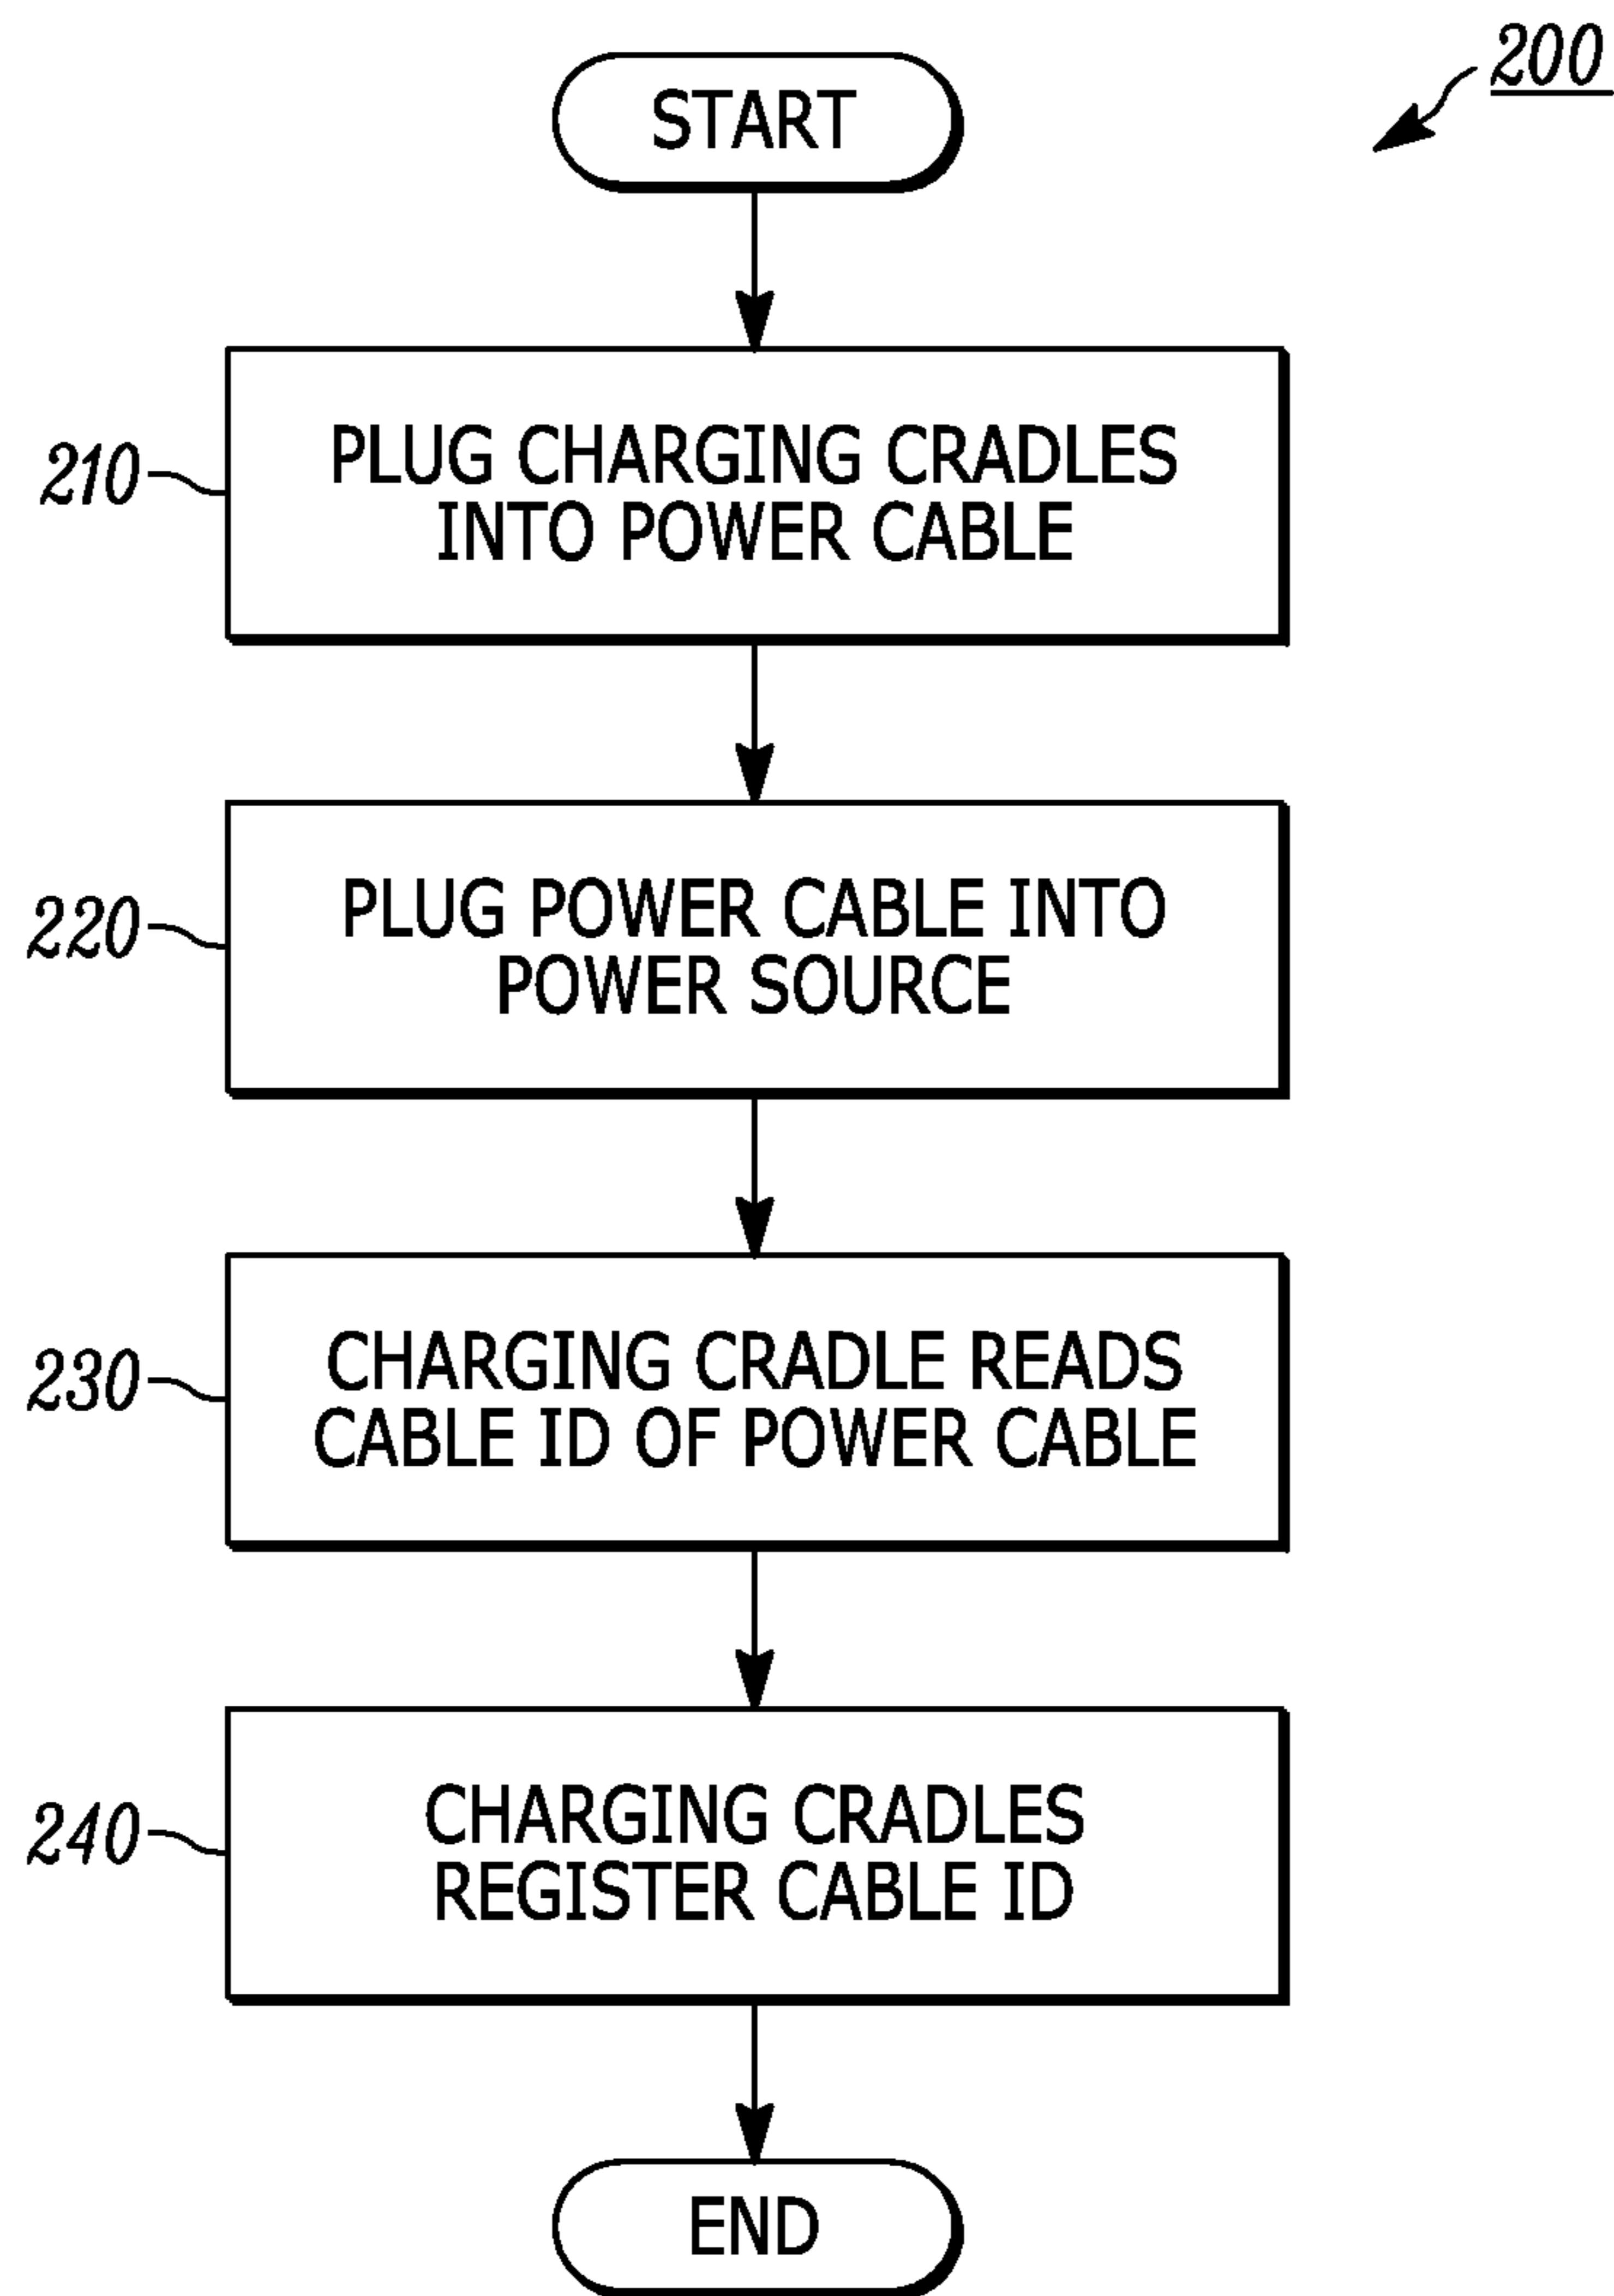 200
START
210
PLUG CHARGING CRADLES
INTO POWER CABLE
220
PLUG POWER CABLE INTO
POWER SOURCE
230
CHARGING CRADLE READS
CABLE ID OF POWER CABLE
240
CHARGING CRADLES
REGISTER CABLE ID
END